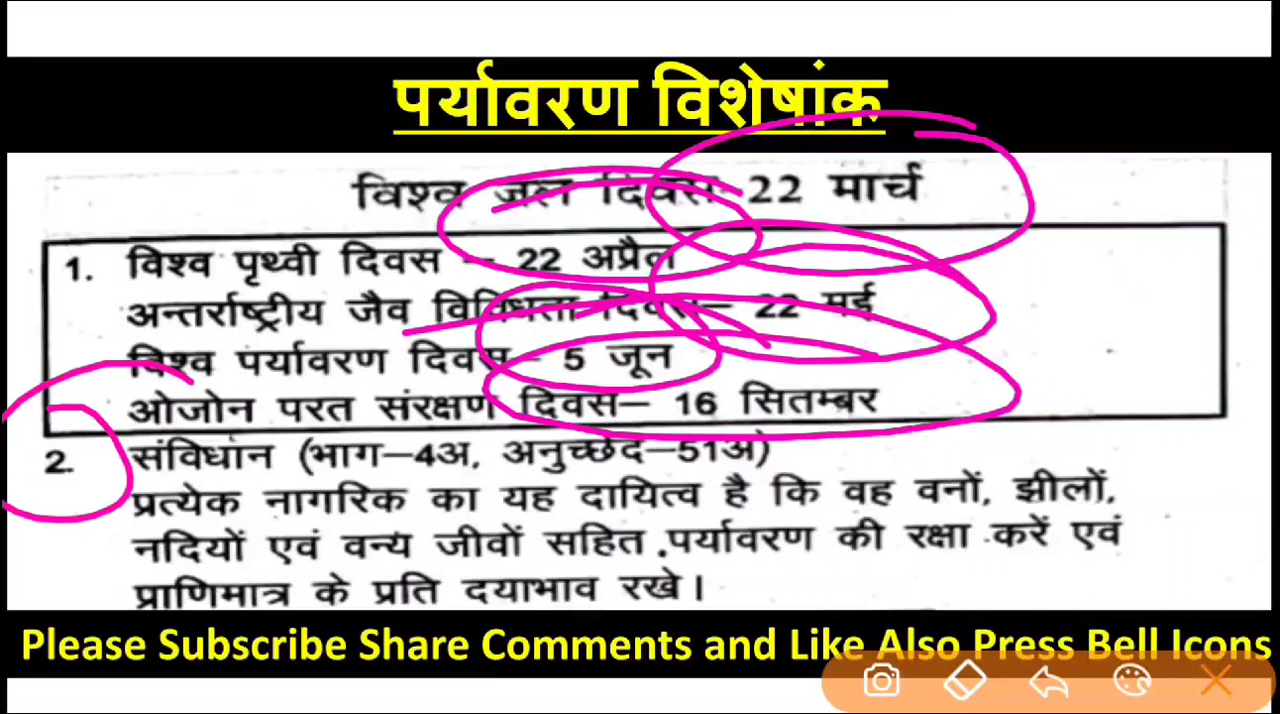 पर्यावरण विशेषांक
विश्व जल दिवस- 22 मार्च
1. विश्व पृथ्वी दिवस – 22 अप्रैल
अन्तर्राष्ट्रीय जैव विविधता दिवस– 22 मई
विश्व पर्यावरण दिवस– 5 जून
ओजोन परत संरक्षण दिवस– 16 सितम्बर
2. संविधान (भाग–4अ, अनुच्छेद–51अ)
प्रत्येक नागरिक का यह दायित्व है कि वह वनों, झीलों,
नदियों एवं वन्य जीवों सहित पर्यावरण की रक्षा करें एवं
प्राणिमात्र के प्रति दयाभाव रखे।
Please Subscribe Share Comments and Like Also Press Bell Icons